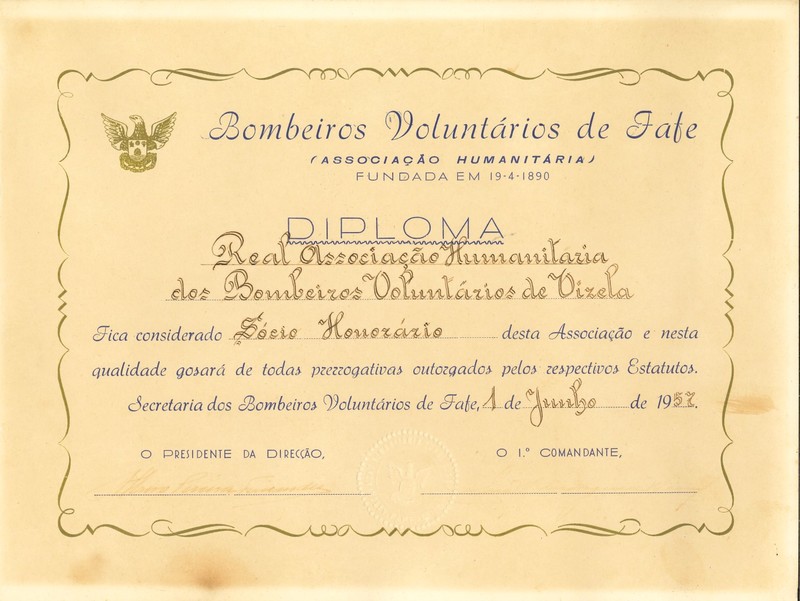 Bombeiros Voluntários de Fafe
(ASSOCIAÇÃO HUMANITÁRIA)
FUNDADA EM 19-4-1890
DIPLOMA
Real Associação Humanitaria
dos Bombeiros Voluntários de Vizela
Fica considerado Sócio Honorário desta Associação e nesta
qualidade gosará de todas prerrogativas outorgados pelos respectivos Estatutos.
Secretaria dos Bombeiros Voluntários de Fafe, 1 de Junho de 1957.
O PRESIDENTE DA DIRECÇÃO, O 1.º COMANDANTE,